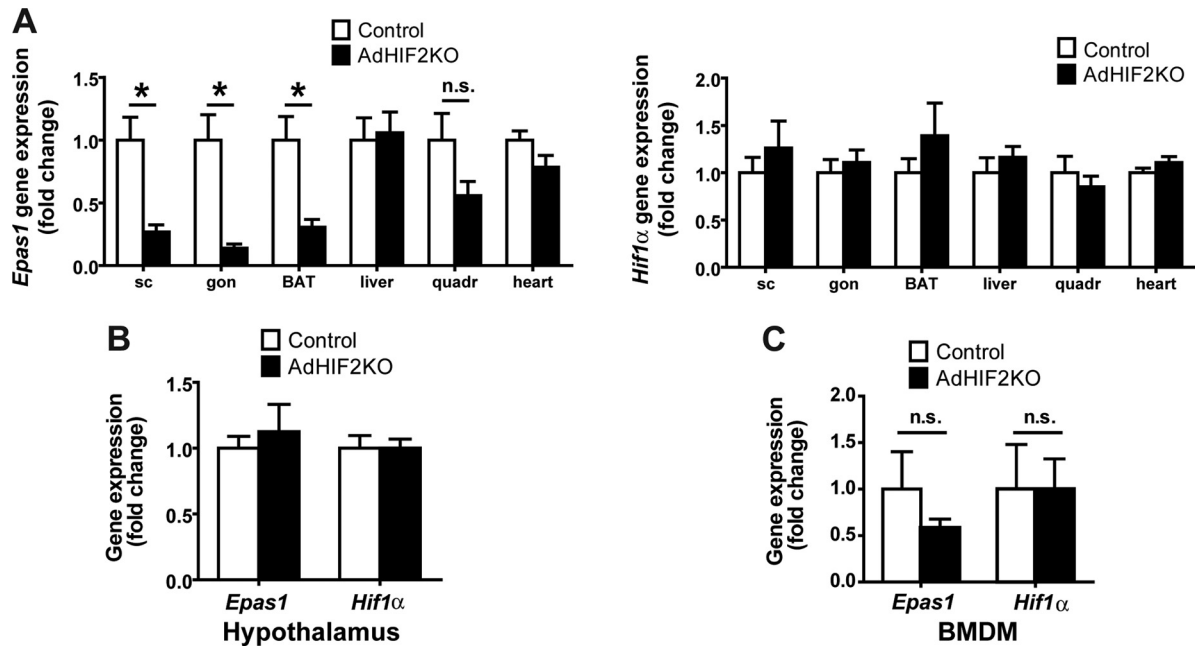 A
Control
AdHIF2KO
Epas1 gene expression
(fold change)
1.5
1.0
0.5
0.0
* * * n.s.
sc gon BAT liver quadr heart
Control
AdHIF2KO
Hif1α gene expression
(fold change)
2.0
1.5
1.0
0.5
0.0
sc gon BAT liver quadr heart
B
Control
AdHIF2KO
Gene expression
(fold change)
1.5
1.0
0.5
0.0
Epas1 Hif1α
Hypothalamus
C
Control
AdHIF2KO
Gene expression
(fold change)
2.0
1.5
1.0
0.5
0.0
n.s. n.s.
Epas1 Hif1α
BMDM